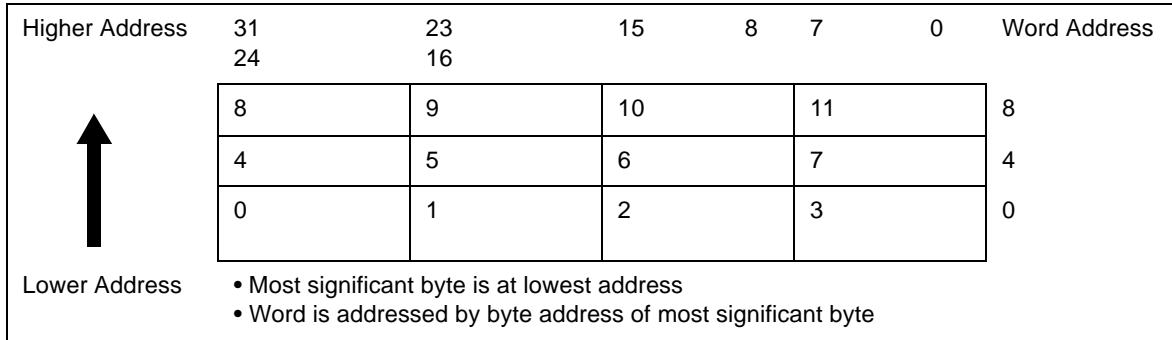 Higher Address 31 23 15 8 7 0 Word Address
24 16
8 9 10 11 8
4 5 6 7 4
0 1 2 3 0
Lower Address • Most significant byte is at lowest address
• Word is addressed by byte address of most significant byte